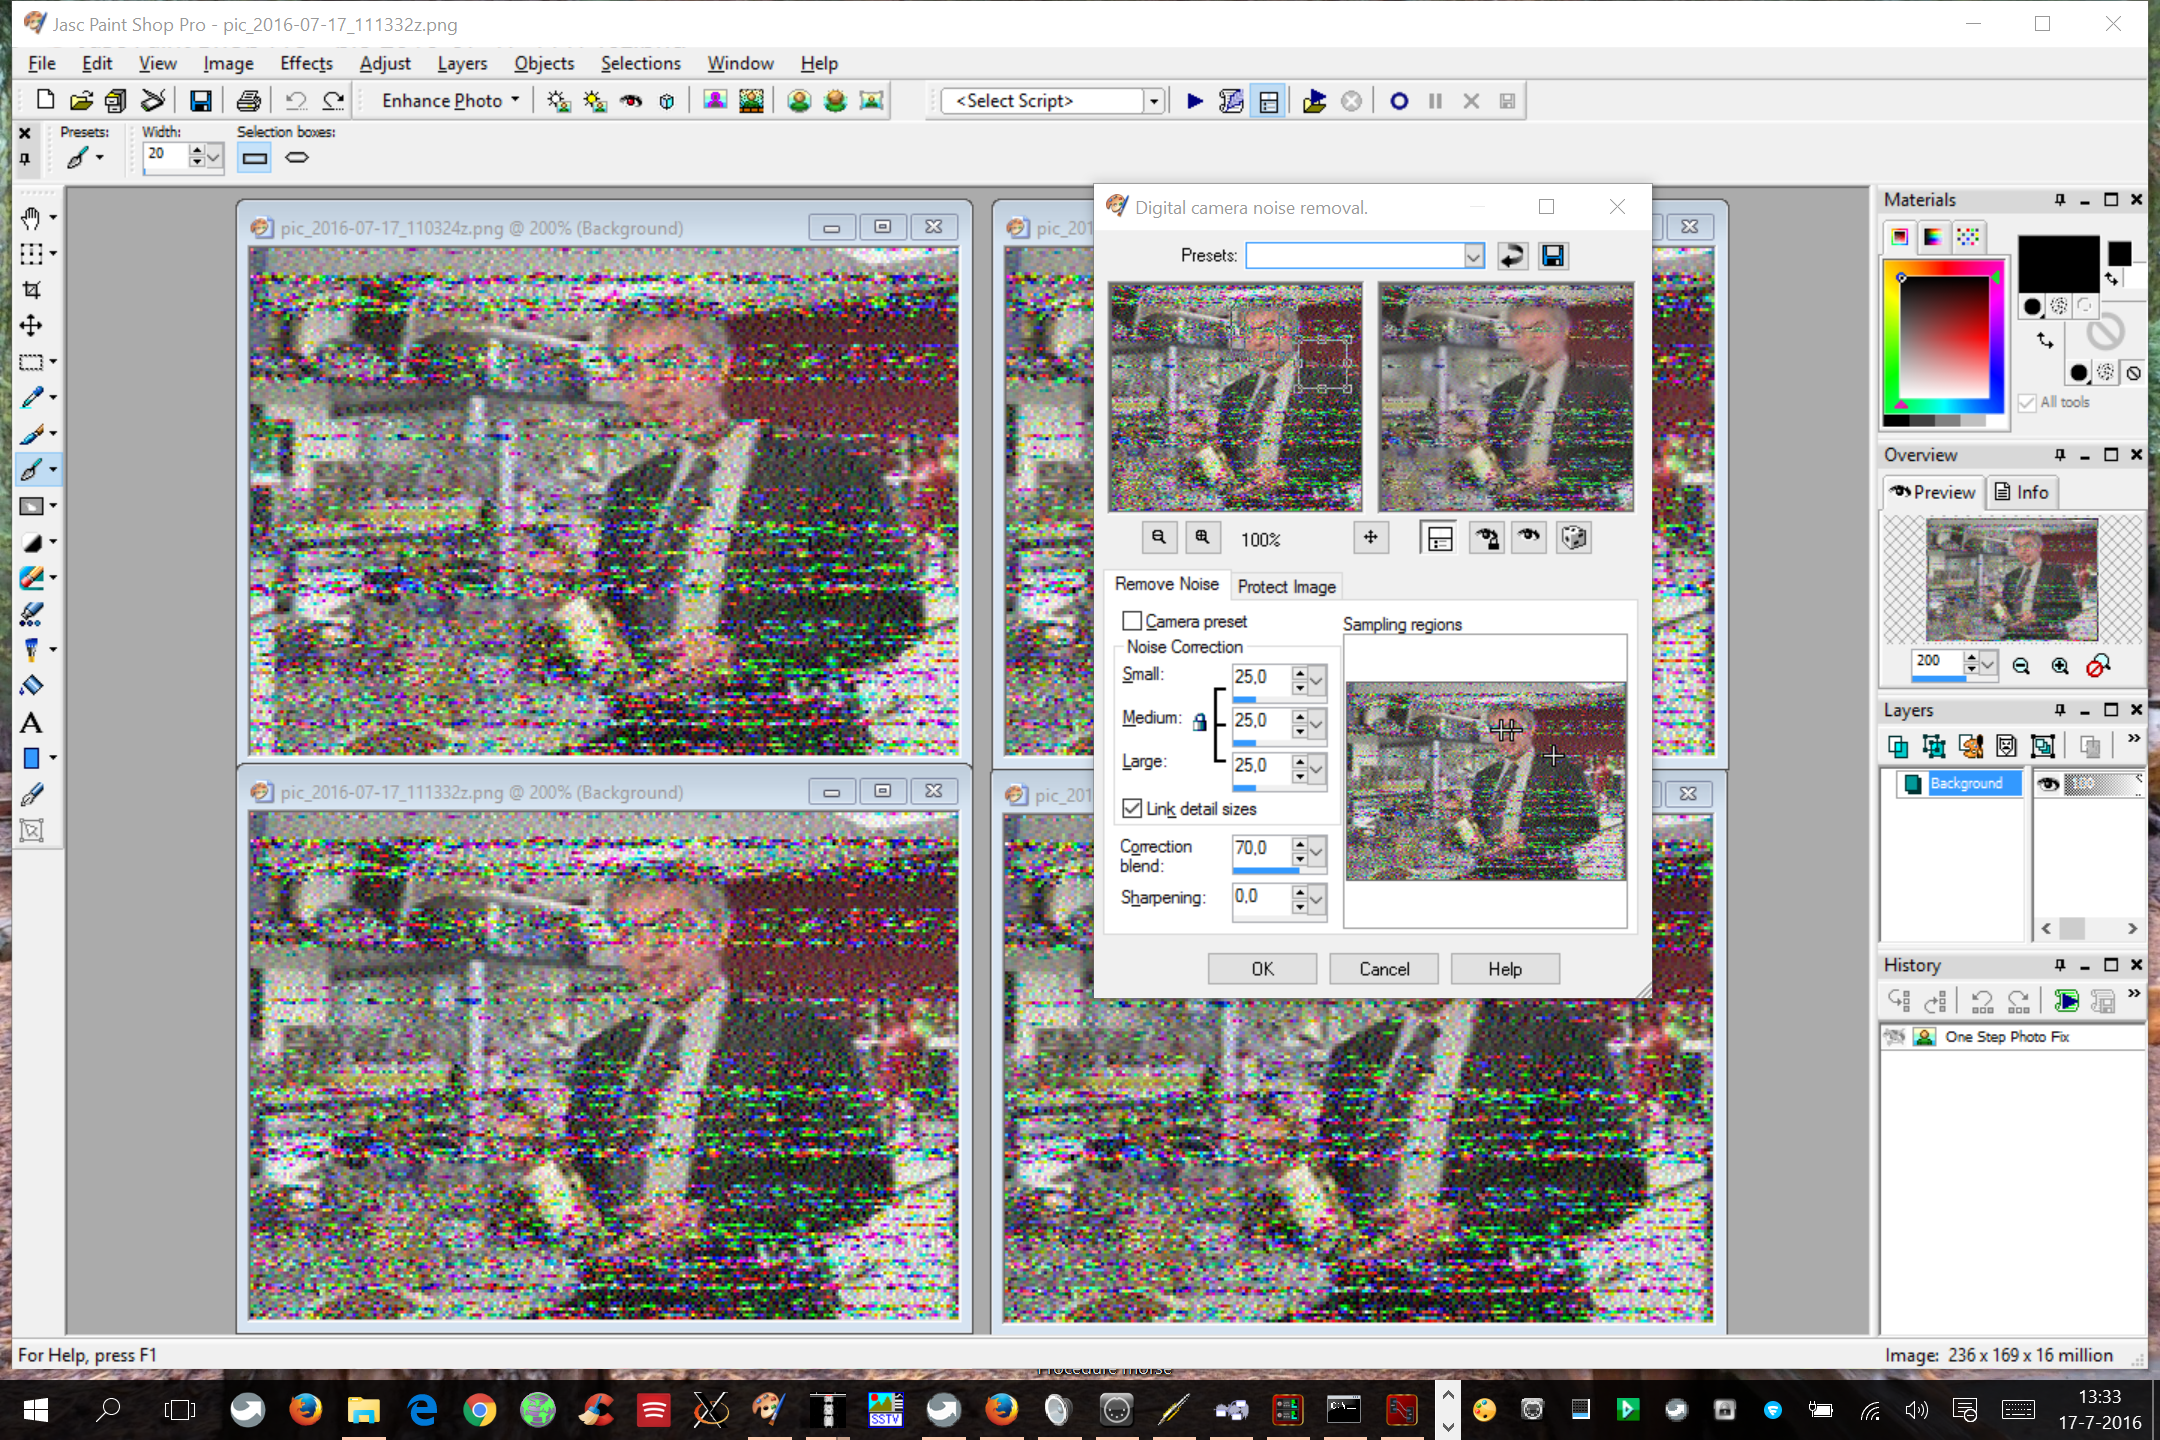 Jasc Paint Shop Pro - pic_2016-07-17_111332z.png
File Edit View Image Effects Adjust Layers Objects Selections Window Help
Enhance Photo
<Select Script>
Presets: Width: Selection boxes:
20
pic_2016-07-17_110324z.png @ 200% (Background)
pic_201
pic_2016-07-17_111332z.png @ 200% (Background)
pic_201
Digital camera noise removal.
Presets:
100%
Remove Noise Protect Image
Camera preset
Noise Correction
Small: 25,0
Medium: 25,0
Large: 25,0
Link detail sizes
Correction blend: 70,0
Sharpening: 0,0
Sampling regions
OK Cancel Help
Materials
All tools
Overview
Preview Info
200
Layers
Background
History
One Step Photo Fix
For Help, press F1
Image: 236 x 169 x 16 million
Procedure morse
SSTV
13:33
17-7-2016